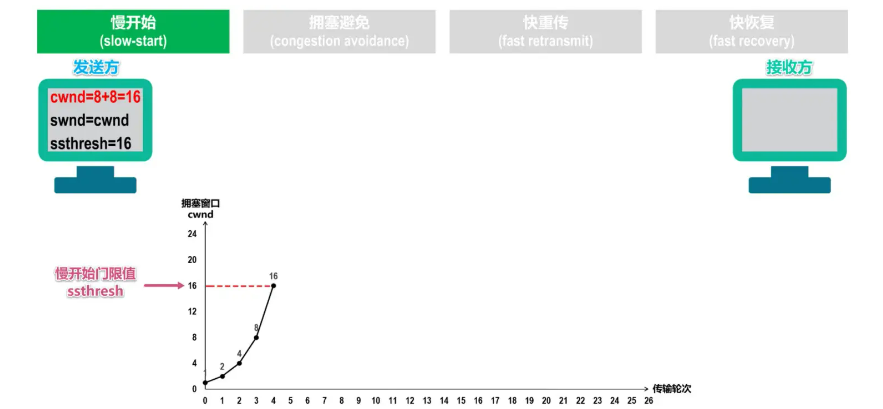 慢开始
(slow-start)
拥塞避免
(congestion avoidance)
快重传
(fast retransmit)
快恢复
(fast recovery)
发送方
接收方
cwnd=8+8=16
swnd=cwnd
ssthresh=16
拥塞窗口
cwnd
24
20
慢开始门限值
ssthresh
16
16
12
8
8
4
4
2
1
0
0 1 2 3 4 5 6 7 8 9 10 11 12 13 14 15 16 17 18 19 20 21 22 23 24 25 26
传输轮次